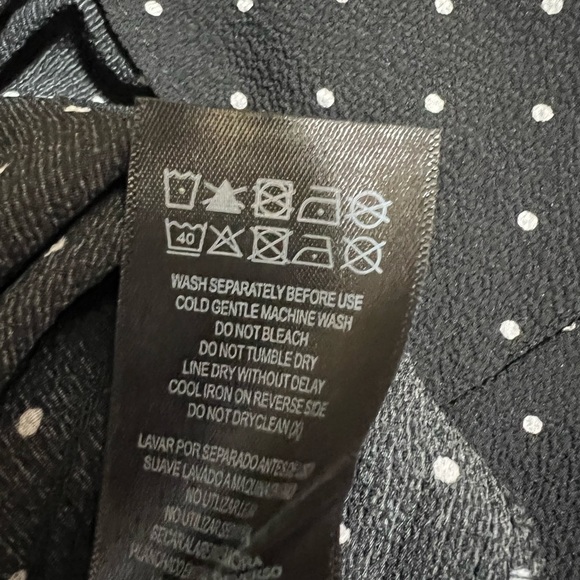 40
WASH SEPARATELY BEFORE USE
COLD GENTLE MACHINE WASH
DO NOT BLEACH
DO NOT TUMBLE DRY
LINE DRY WITHOUT DELAY
COOL IRON ON REVERSE SIDE
DO NOT DRYCLEAN (X)
LAVAR POR SEPARADO ANTES
SUAVE LAVADO A
NO UTILIZAR
NO UTILIZAR